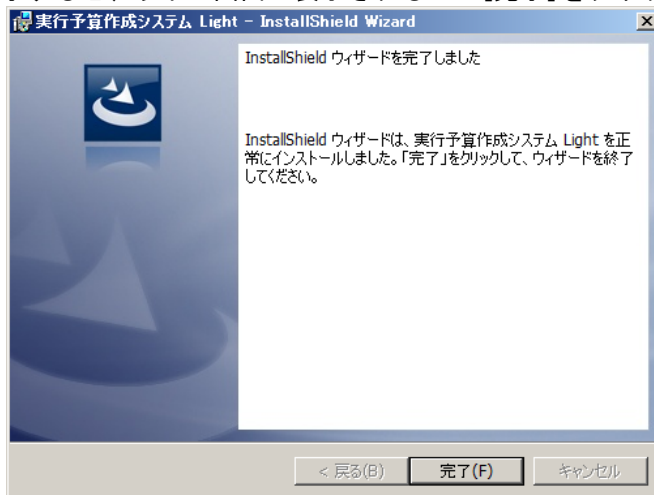 実行予算作成システム Light - InstallShield Wizard
InstallShield ウィザードを完了しました
InstallShield ウィザードは、実行予算作成システム Light を正
常にインストールしました。「完了」をクリックして、ウィザードを終了
してください。
< 戻る(B)
完了(F)
キャンセル